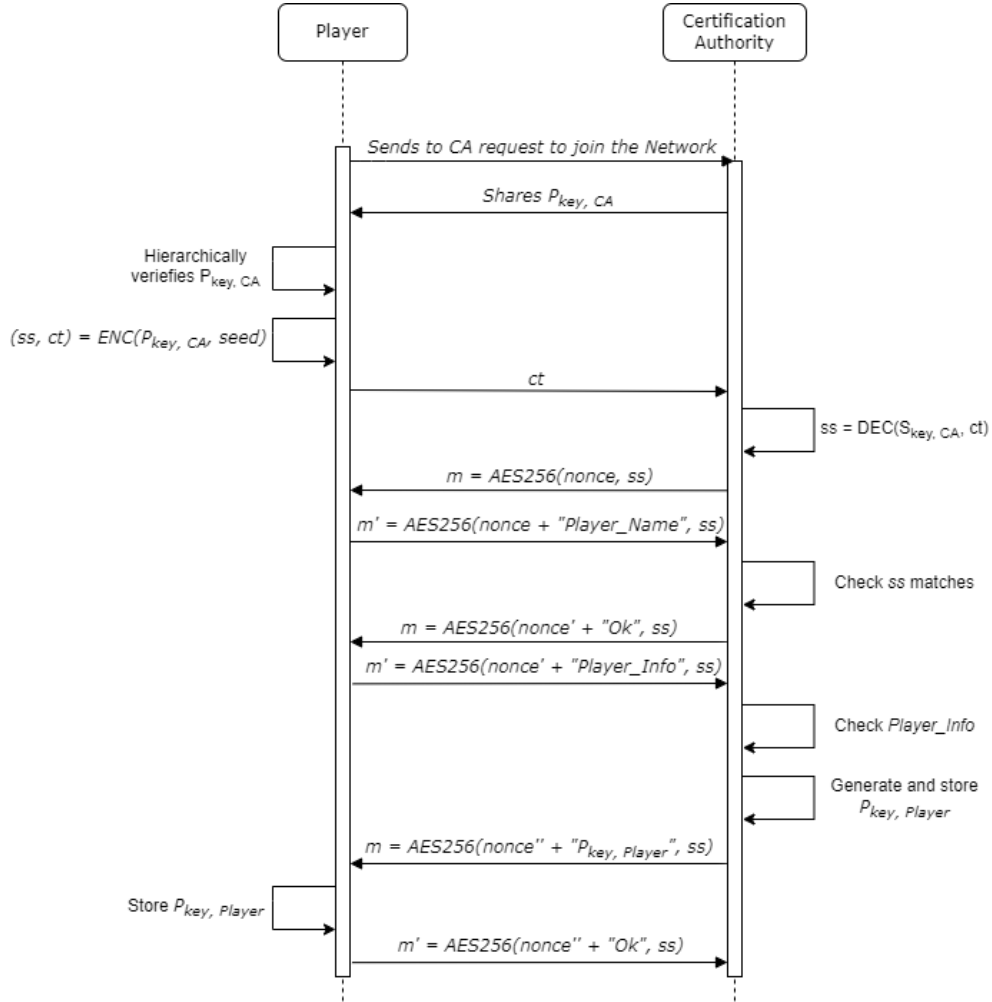 Player
Certification
Authority
Sends to CA request to join the Network
Shares Pkey, CA
Hierarchically
veriefies Pkey, CA
(ss, ct) = ENC(Pkey, CA, seed)
ct
ss = DEC(Skey, CA, ct)
m = AES256(nonce, ss)
m' = AES256(nonce + "Player_Name", ss)
Check ss matches
m = AES256(nonce' + "Ok", ss)
m' = AES256(nonce' + "Player_Info", ss)
Check Player_Info
Generate and store
Pkey, Player
m = AES256(nonce'' + "Pkey, Player", ss)
Store Pkey, Player
m' = AES256(nonce'' + "Ok", ss)